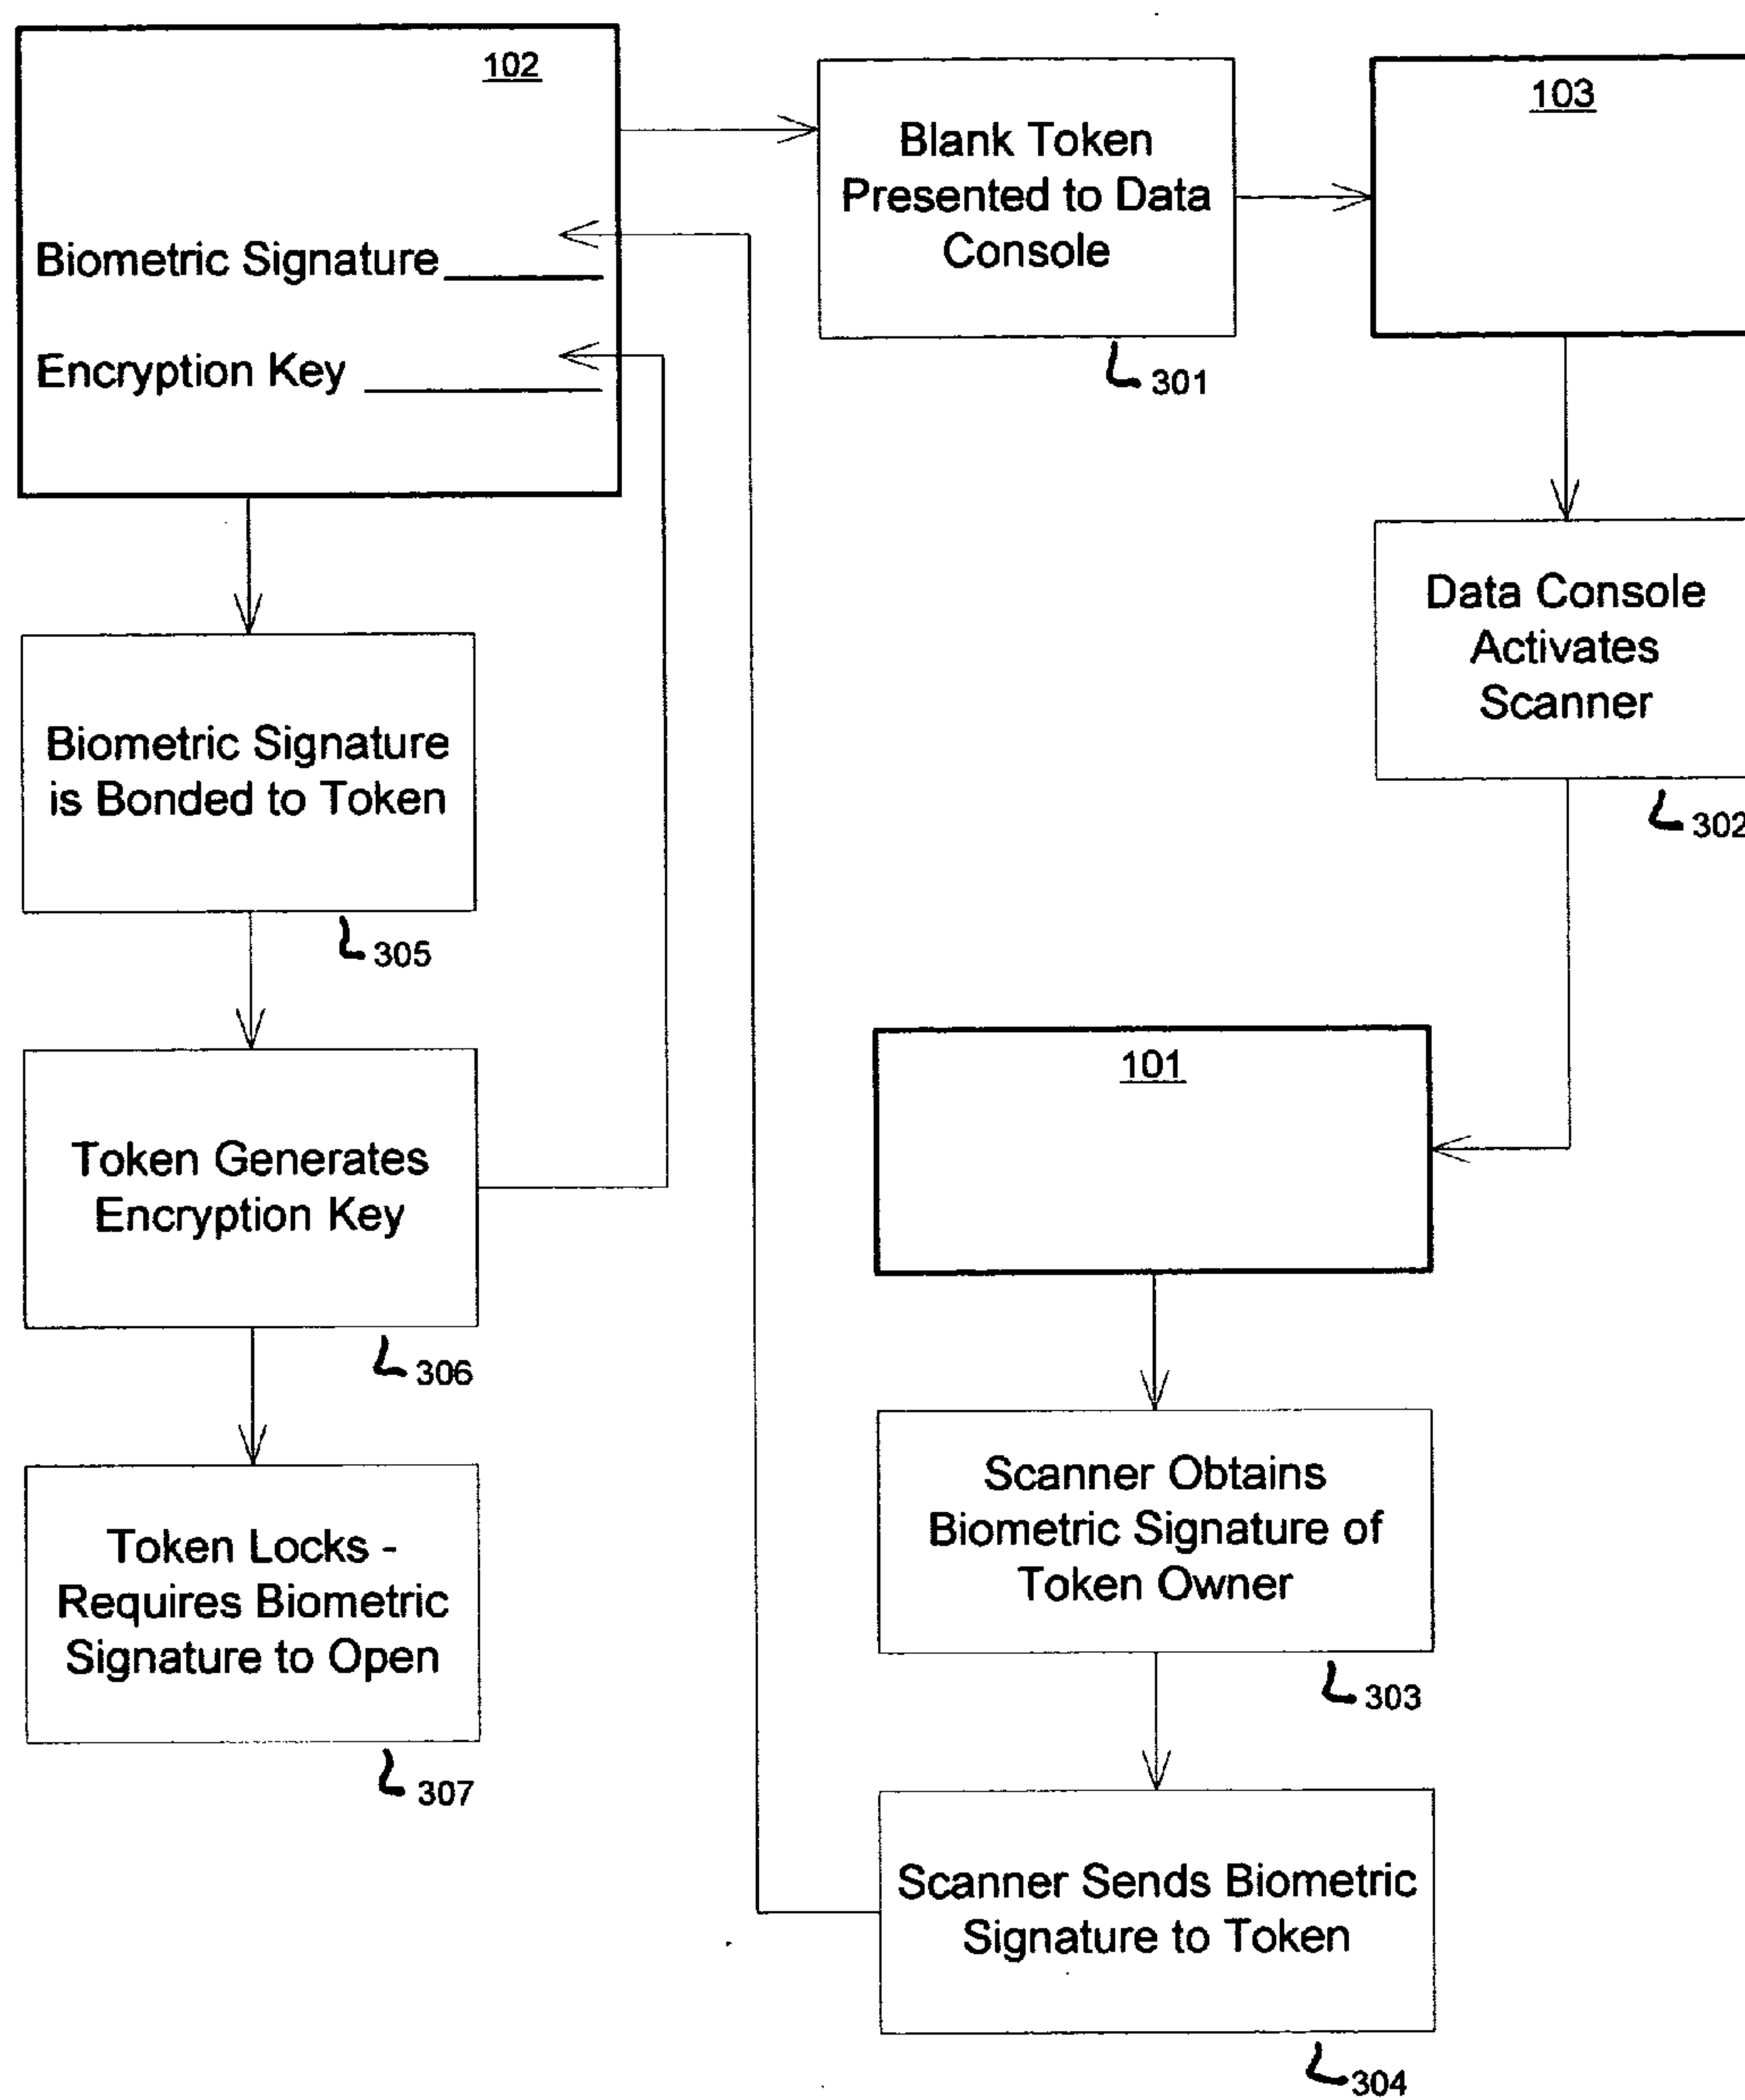 102
Biometric Signature
Encryption Key
Blank Token
Presented to Data
Console
301
103
Data Console
Activates
Scanner
302
101
Scanner Obtains
Biometric Signature of
Token Owner
303
Scanner Sends Biometric
Signature to Token
304
Biometric Signature
is Bonded to Token
305
Token Generates
Encryption Key
306
Token Locks -
Requires Biometric
Signature to Open
307